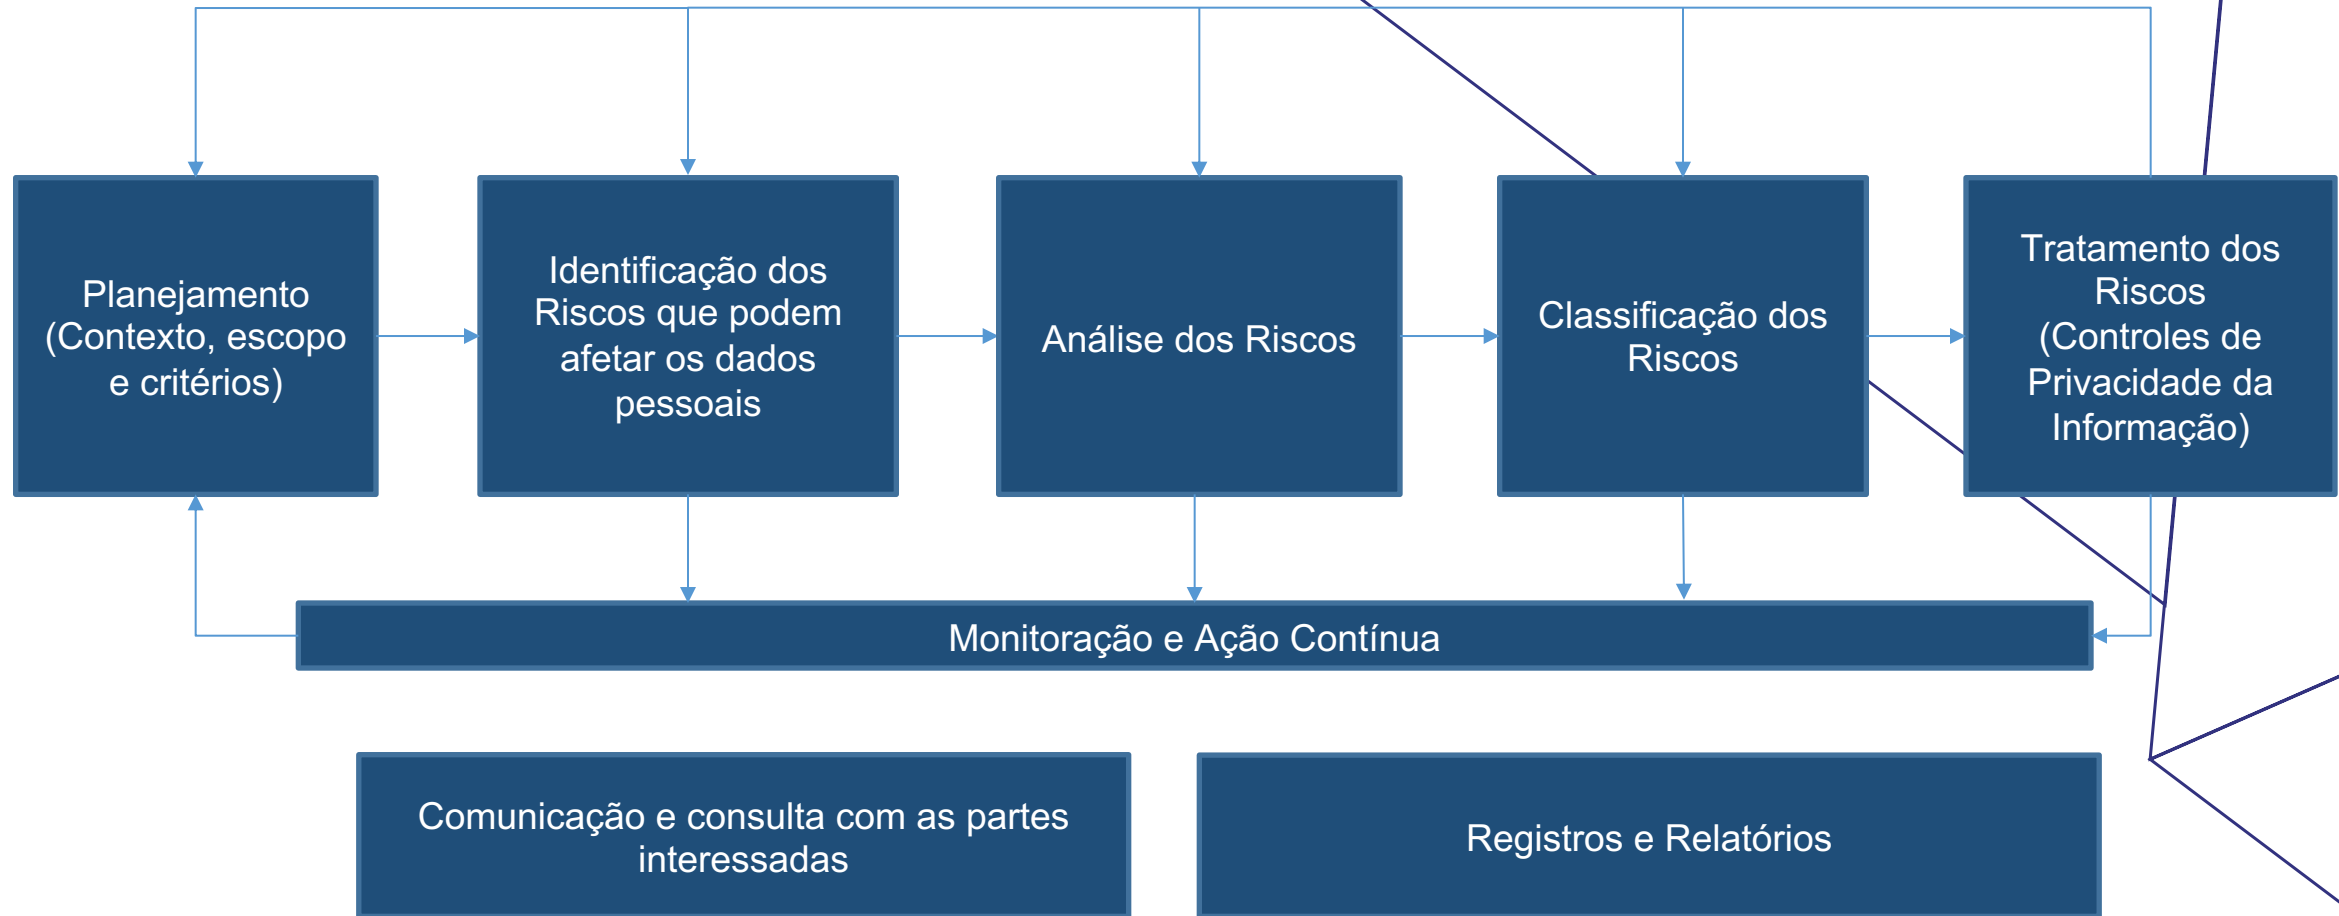 Planejamento
(Contexto, escopo
e critérios)
Identificação dos
Riscos que podem
afetar os dados
pessoais
Análise dos Riscos
Classificação dos
Riscos
Tratamento dos
Riscos
(Controles de
Privacidade da
Informação)
Monitoração e Ação Contínua
Comunicação e consulta com as partes
interessadas
Registros e Relatórios